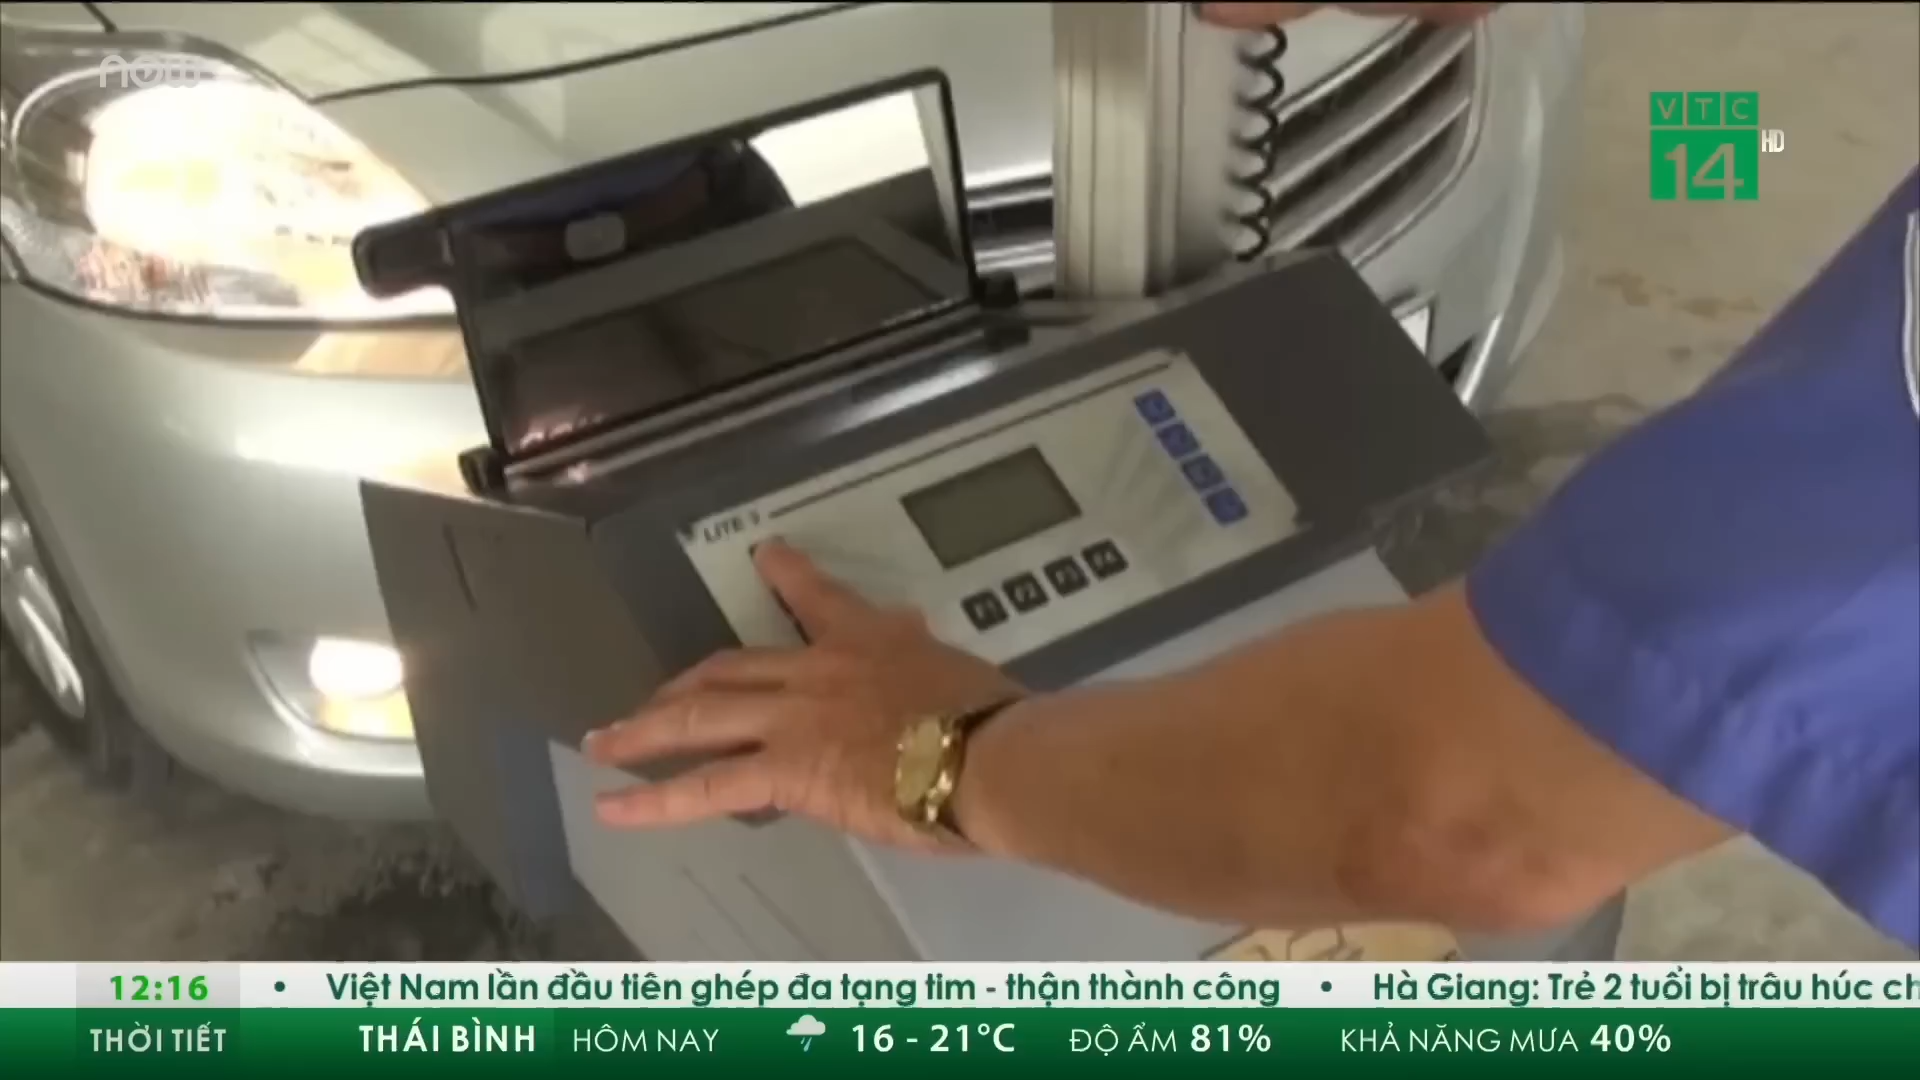 now
VTC
14 HD
LITE 3
12:16 • Việt Nam lần đầu tiên ghép đa tạng tim - thận thành công • Hà Giang: Trẻ 2 tuổi bị trâu húc ch
THỜI TIẾT THÁI BÌNH HÔM NAY 16 - 21°C ĐỘ ẨM 81% KHẢ NĂNG MƯA 40%